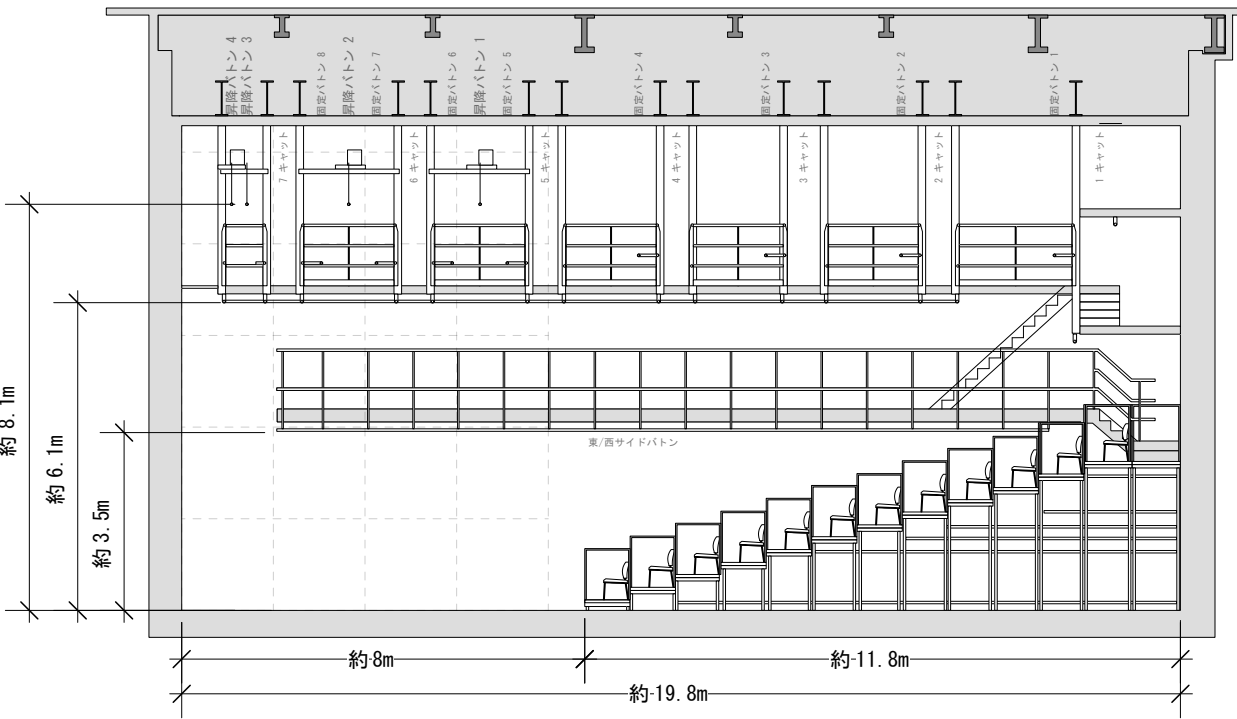 昇降バトン 4
昇降バトン 3
固定バトン 8
昇降バトン 2
固定バトン 7
固定バトン 6
昇降バトン 1
固定バトン 5
固定バトン 4
固定バトン 3
固定バトン 2
固定バトン 1
7 キャット
6 キャット
5 キャット
4 キャット
3 キャット
2 キャット
1 キャット
約 8.1m
約 6.1m
約 3.5m
東/西サイドバトン
約 8m
約 11.8m
約 19.8m